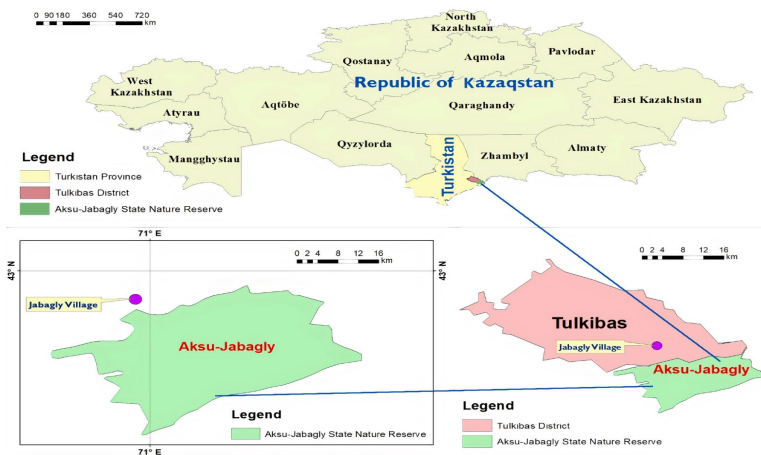 0 90 180 360 540 720
km
North
Kazakhstan
Qostanay
Aqmola
Pavlodar
West
Kazakhstan
Republic of Kazaqstan
Aqtöbe
Qaraghandy
East Kazakhstan
Atyrau
Mangghystau
Qyzylorda
Turkistan
Zhambyl
Almaty
Legend
Turkistan Province
Tulkibas District
Aksu-Jabagly State Nature Reserve
71° E
0 2 4 8 12 16
km
43° N
Jabagly Village
Aksu-Jabagly
Legend
Aksu-Jabagly State Nature Reserve
71° E
43° N
0 2 4 8 12 16
km
Tulkibas
Jabagly Village
Aksu-Jabagly
Legend
Tulkibas District
Aksu-Jabagly State Nature Reserve